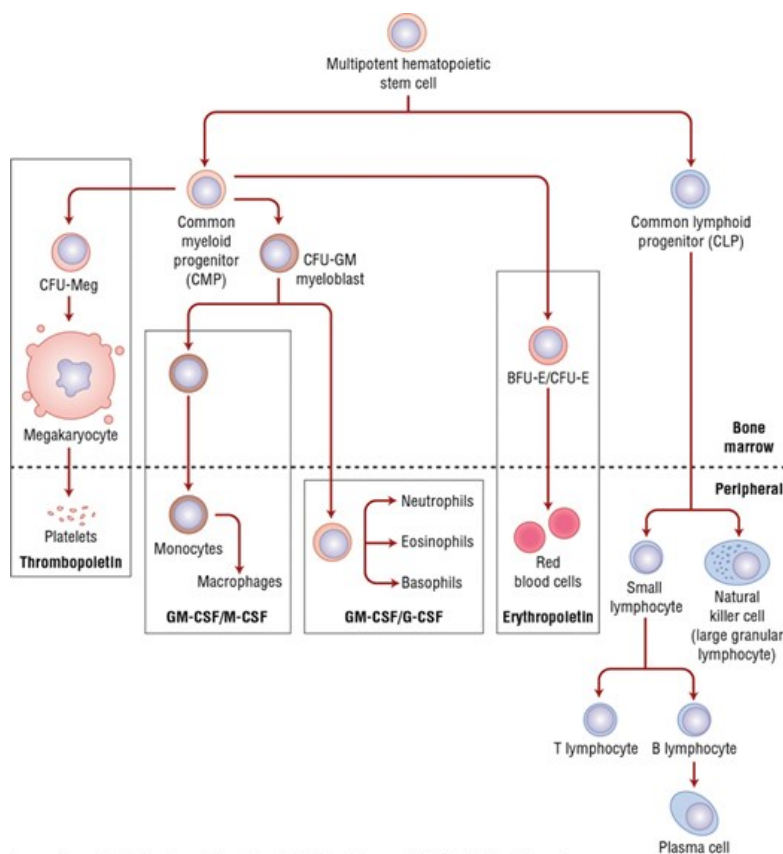 Multipotent hematopoietic
stem cell
Common
myeloid
progenitor
(CMP)
CFU-GM
myeloblast
Common lymphoid
progenitor (CLP)
CFU-Meg
Megakaryocyte
BFU-E/CFU-E
Bone
marrow
Peripheral
Platelets
Thrombopoletin
Monocytes
Macrophages
GM-CSF/M-CSF
Neutrophils
Eosinophils
Basophils
GM-CSF/G-CSF
Red
blood cells
Erythropoletin
Small
lymphocyte
Natural
killer cell
(large granular
lymphocyte)
T lymphocyte
B lymphocyte
Plasma cell